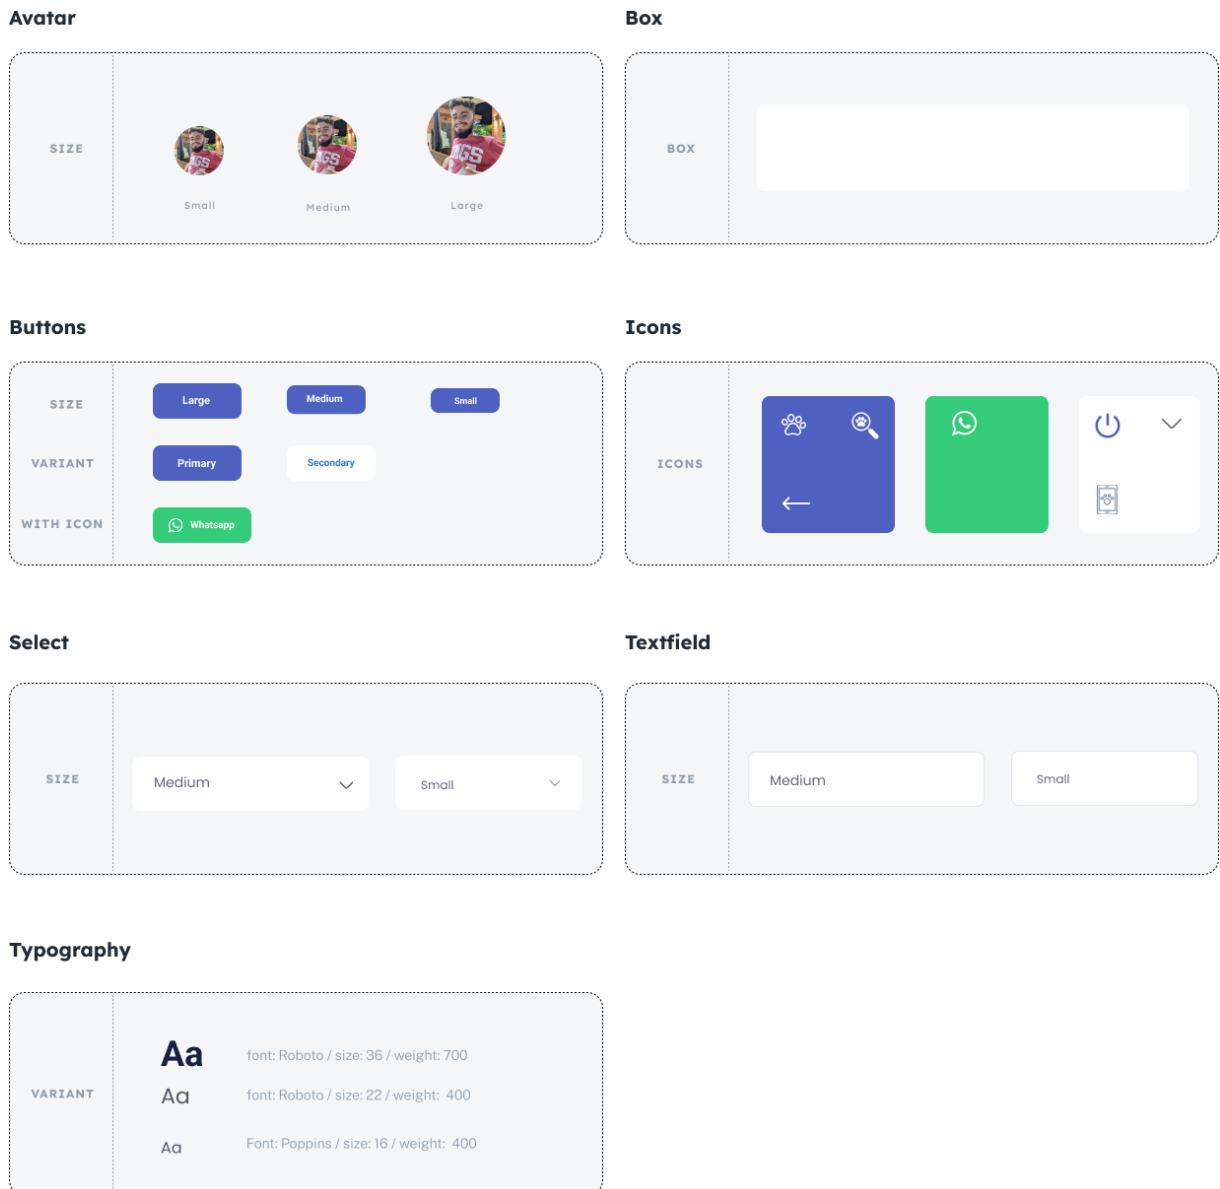 Avatar
SIZE
Small
Medium
Large
Box
BOX
Buttons
SIZE
Large
Medium
Small
VARIANT
Primary
Secondary
WITH ICON
Whatsapp
Icons
ICONS
Select
SIZE
Medium
Small
Textfield
SIZE
Medium
Small
Typography
VARIANT
Aa
font: Roboto / size: 36 / weight: 700
Aa
font: Roboto / size: 22 / weight: 400
Aa
Font: Poppins / size: 16 / weight: 400